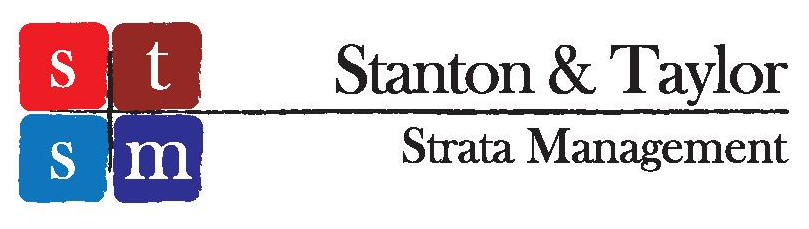 s t
s m
Stanton & Taylor
Strata Management